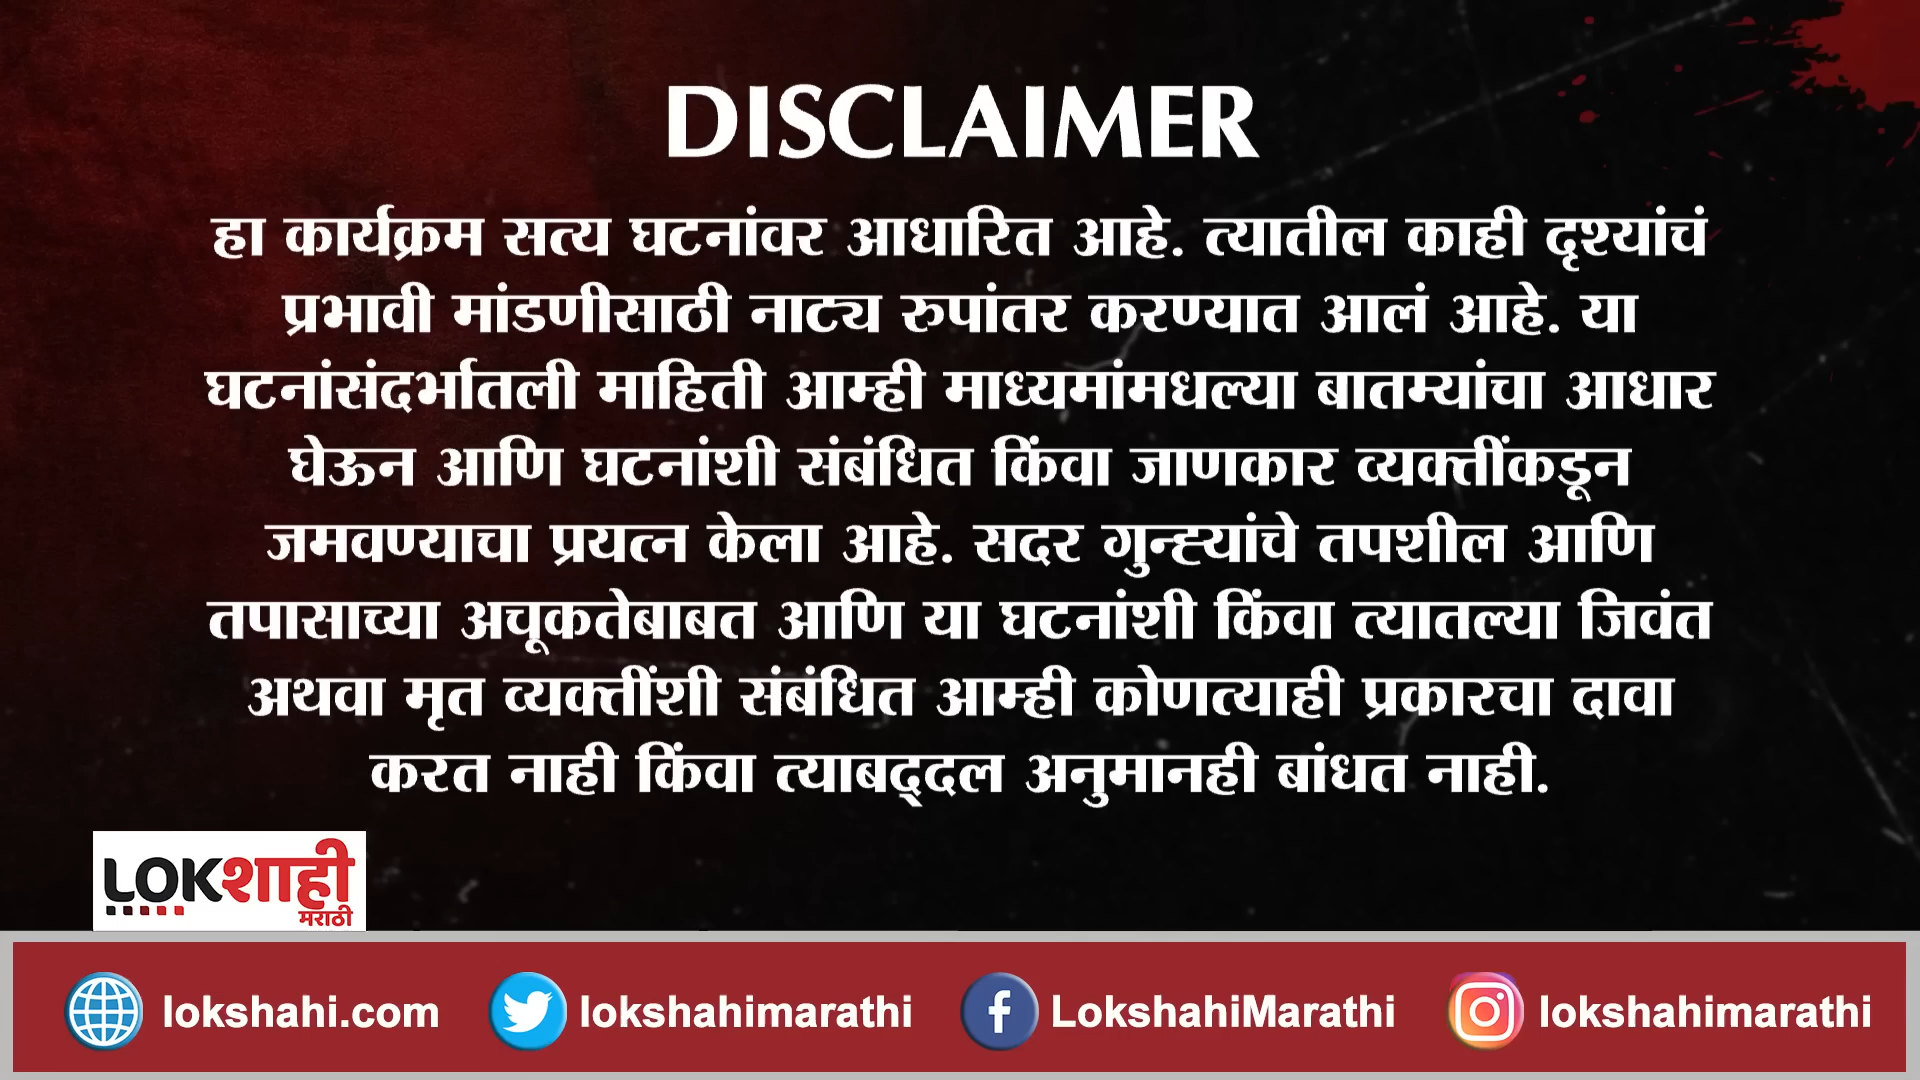 DISCLAIMER
हा कार्यक्रम सत्य घटनांवर आधारित आहे. त्यातील काही दृश्यांचं
प्रभावी मांडणीसाठी नाट्य रुपांतर करण्यात आलं आहे. या
घटनांसंदर्भातली माहिती आम्ही माध्यमांमधल्या बातम्यांचा आधार
घेऊन आणि घटनांशी संबंधित किंवा जाणकार व्यक्तींकडून
जमवण्याचा प्रयत्न केला आहे. सदर गुन्ह्यांचे तपशील आणि
तपासाच्या अचूकतेबाबत आणि या घटनांशी किंवा त्यातल्या जिवंत
अथवा मृत व्यक्तींशी संबंधित आम्ही कोणत्याही प्रकारचा दावा
करत नाही किंवा त्याबद्दल अनुमानही बांधत नाही.
LOKशाही
मराठी
lokshahi.com lokshahimarathi LokshahiMarathi lokshahimarathi